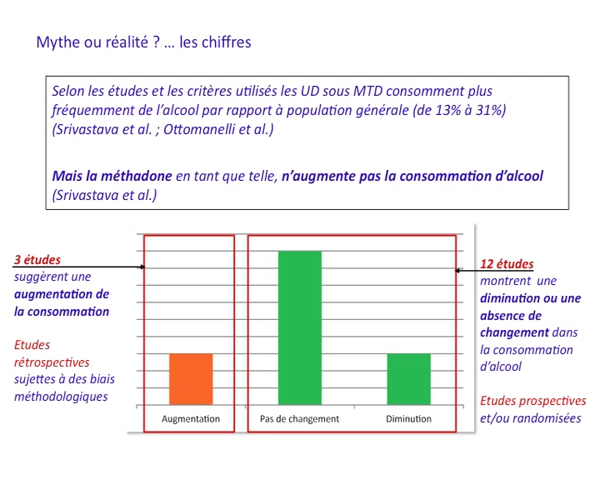 Mythe ou réalité ? ... les chiffres
Selon les études et les critères utilisés les UD sous MTD consomment plus
fréquemment de l'alcool par rapport à population générale (de 13% à 31%)
(Srivastava et al. ; Ottomanelli et al.)
Mais la méthadone en tant que telle, n'augmente pas la consommation d'alcool
(Srivastava et al.)
3 études
suggèrent une
augmentation de
la consommation
Etudes
rétrospectives
sujettes à des biais
méthodologiques
Augmentation
Pas de changement
Diminution
12 études
montrent une
diminution ou une
absence de
changement dans
la consommation
d'alcool
Etudes prospectives
et/ou randomisées